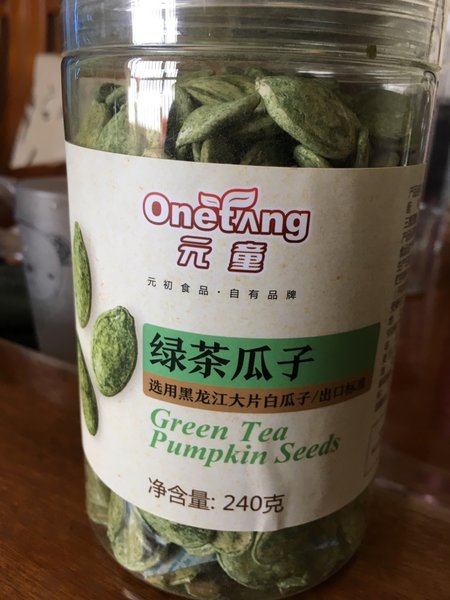 OneTAng
元童
元初食品·自有品牌
绿茶瓜子
选用黑龙江大片白瓜子/出口标准
Green Tea
Pumpkin Seeds
净含量: 240克